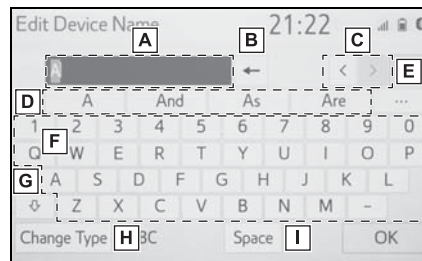 Edit Device Name 21:22
A B C
A ← < > E
D A And As Are ...
1 2 3 4 5 6 7 8 9 0
F
Q W E R T Y U I O P
G A S D F G H J K L
Z X C V B N M -
Change Type H BC Space I OK